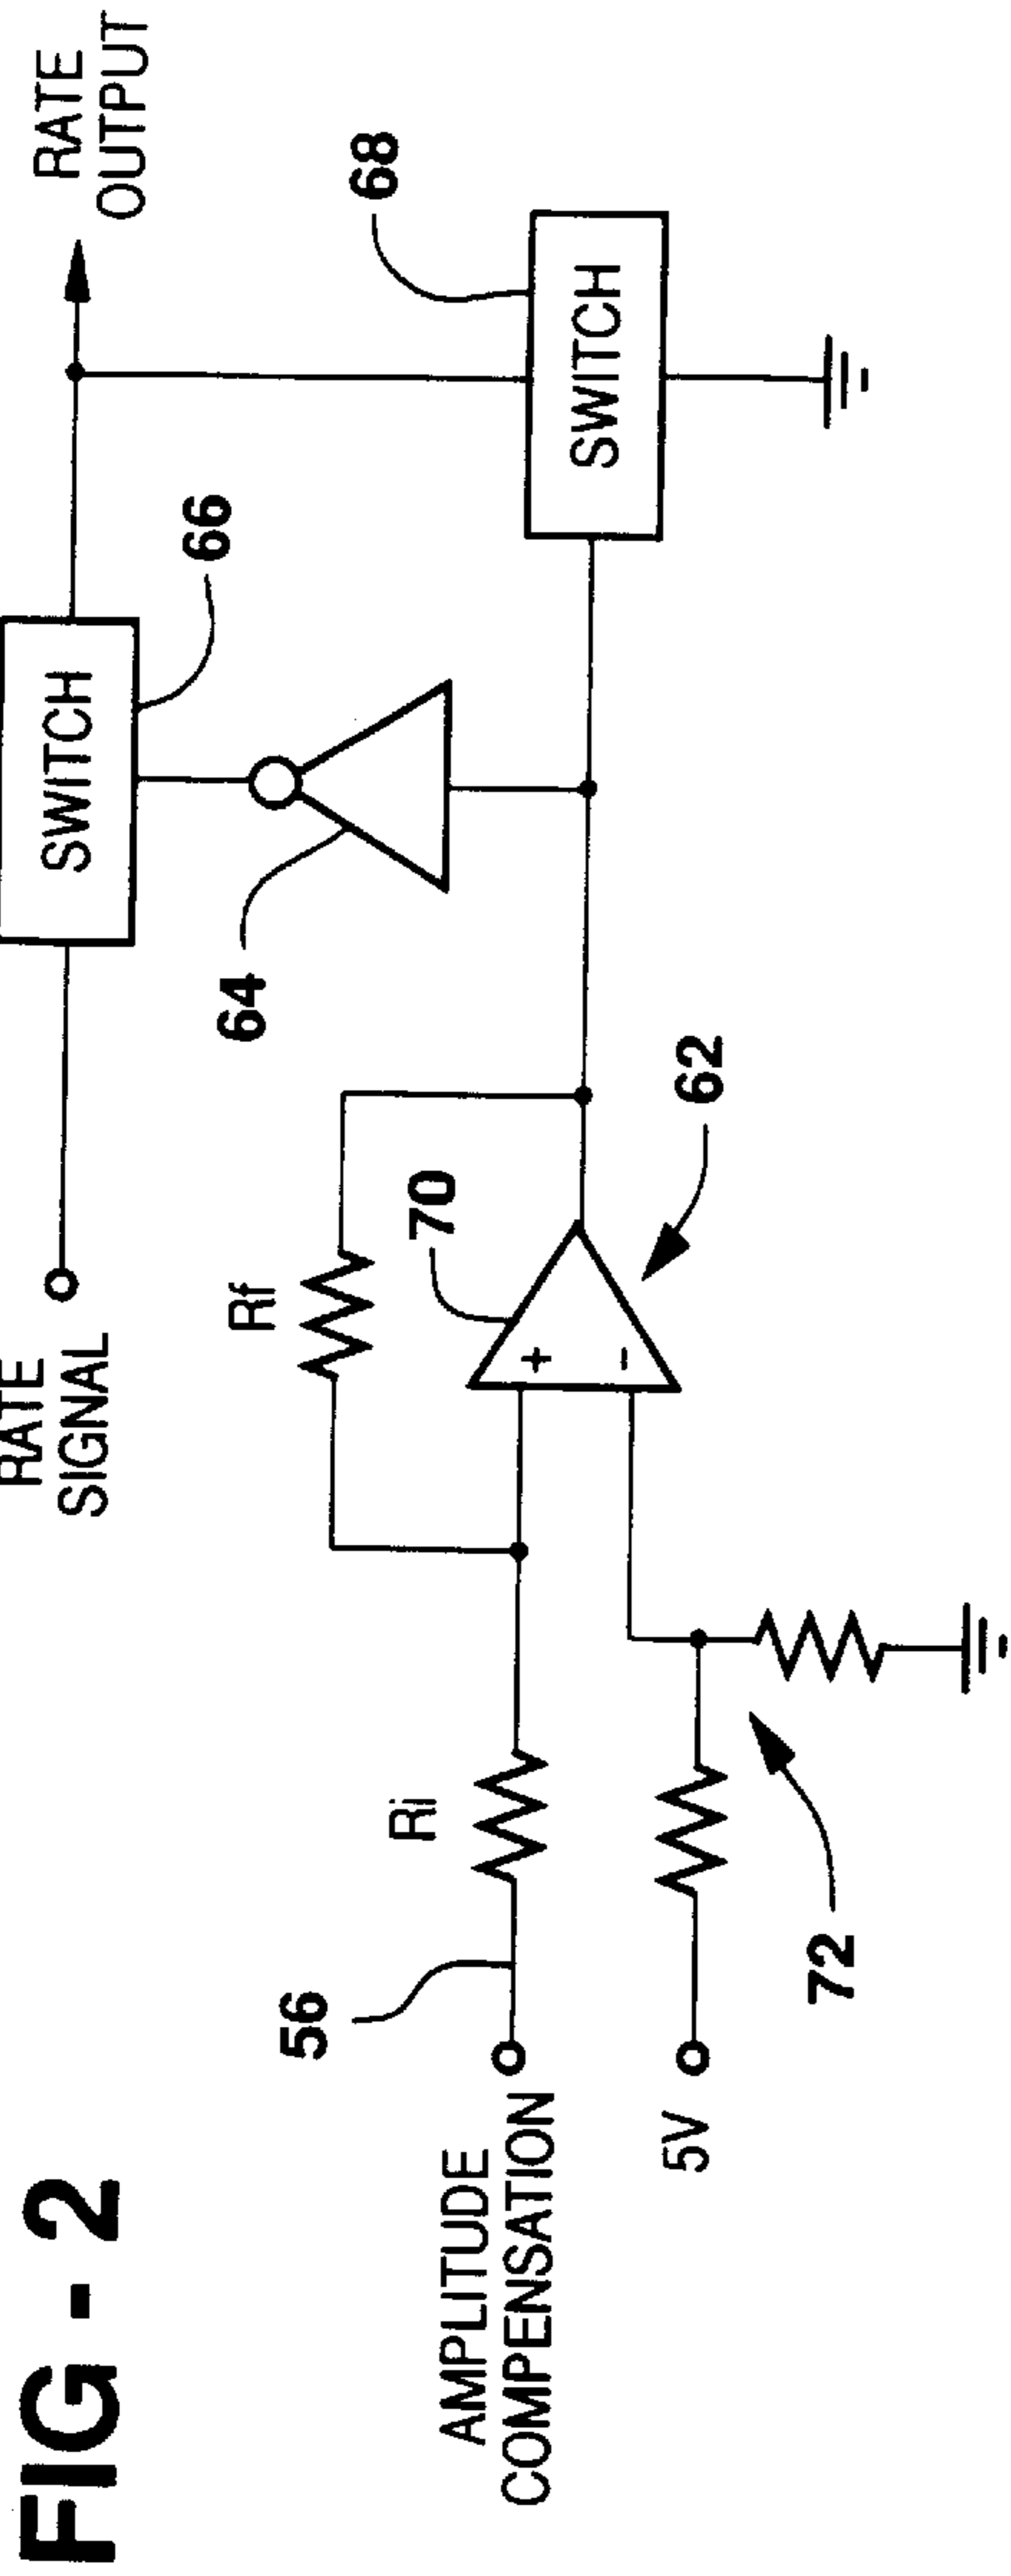 FIG - 2
RATE
SIGNAL
SWITCH
66
RATE
OUTPUT
64
68
SWITCH
Rf
70
+
-
62
56
Ri
AMPLITUDE
COMPENSATION
5V
72